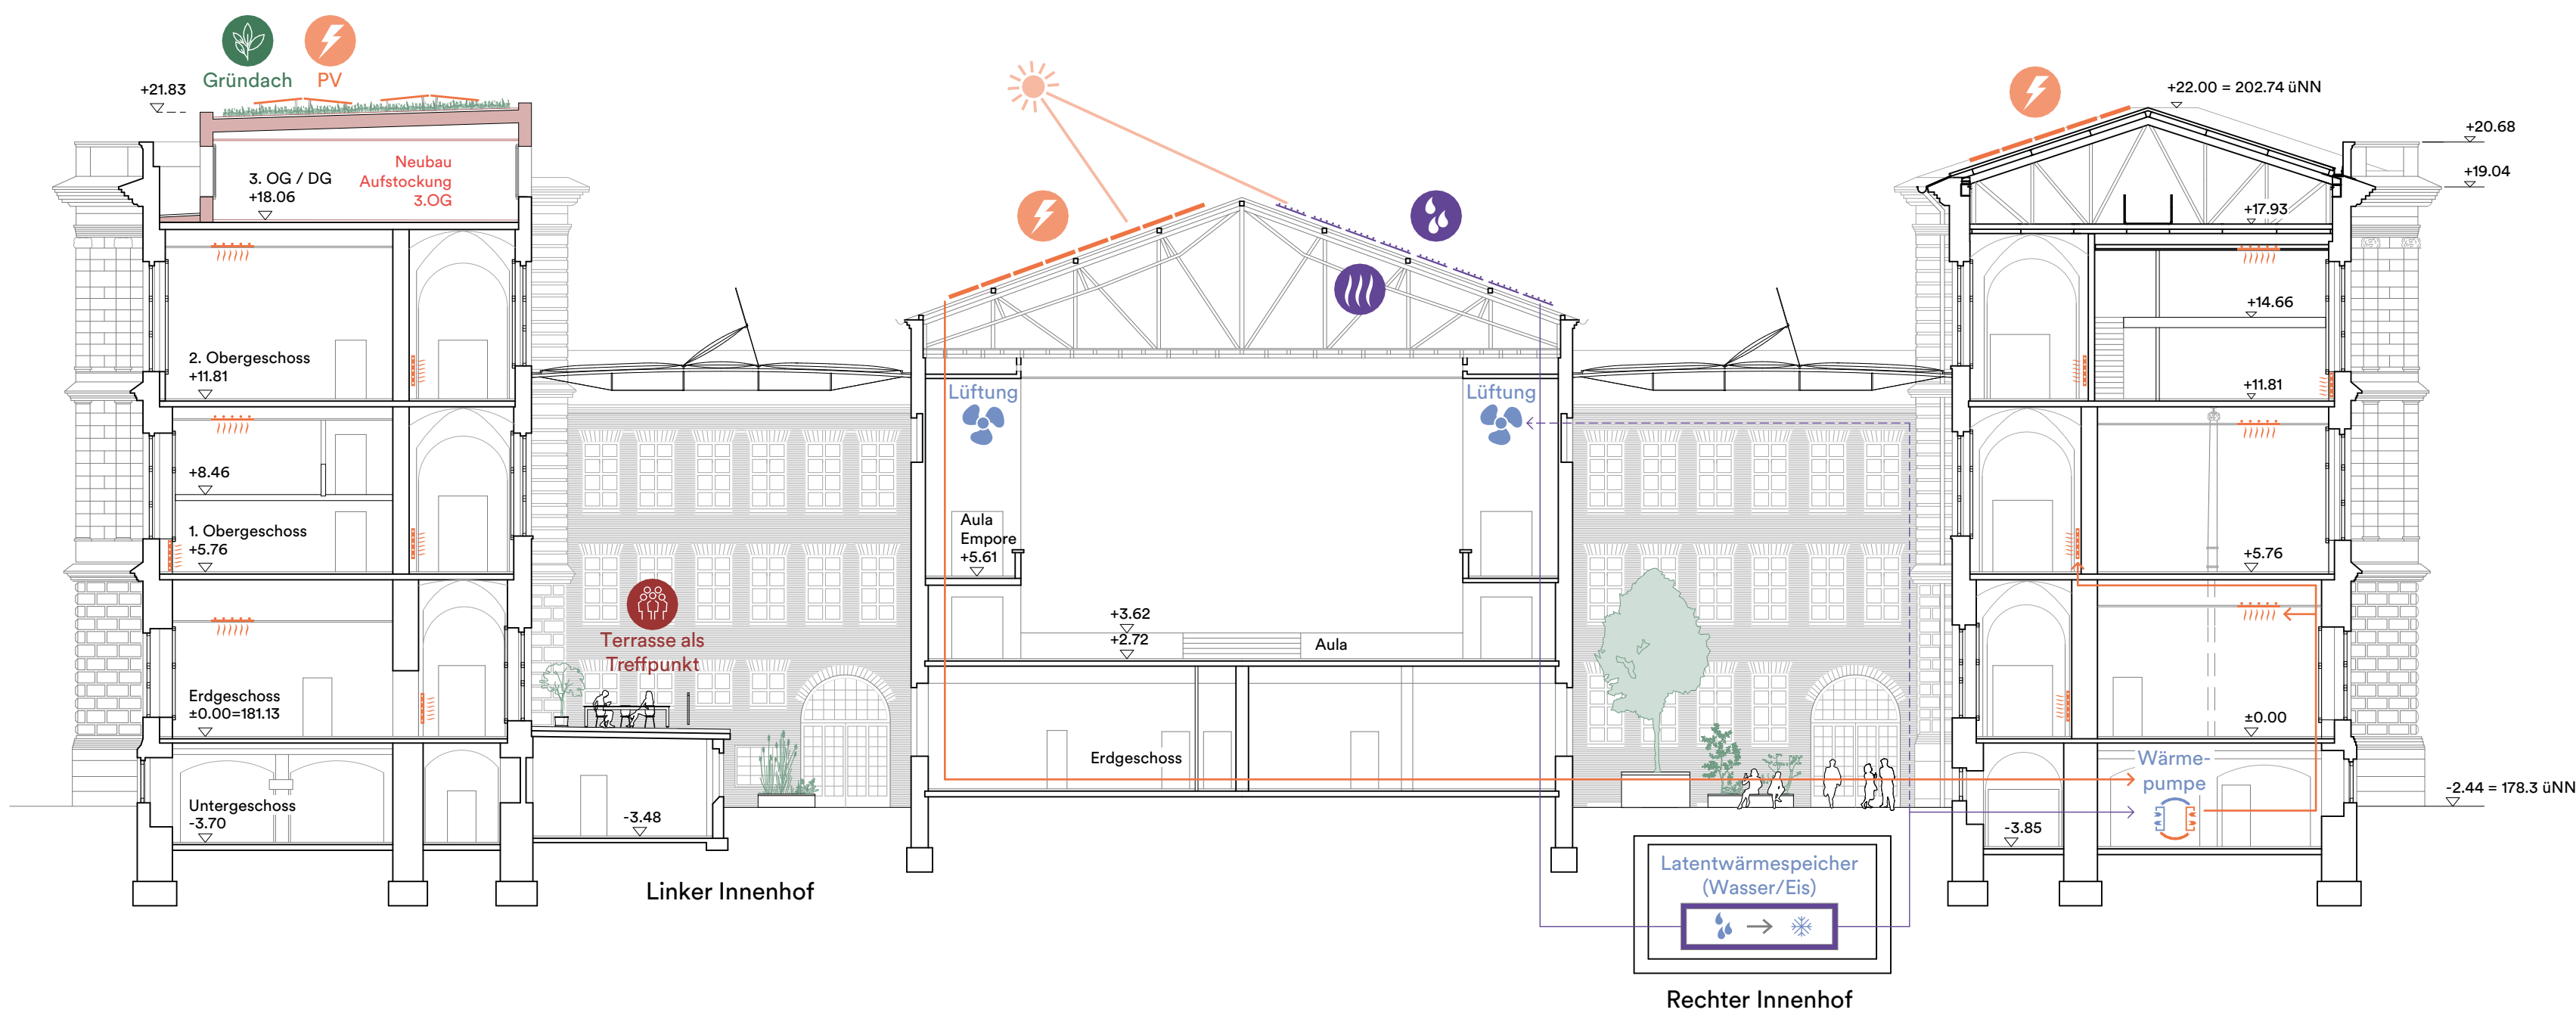 Gründach
PV
+21.83
Neubau
Aufstockung
3.OG
3. OG / DG
+18.06
2. Obergeschoss
+11.81
+8.46
1. Obergeschoss
+5.76
Erdgeschoss
±0.00=181.13
Untergeschoss
-3.70
Terrasse als
Treffpunkt
-3.48
Linker Innenhof
Lüftung
Lüftung
Aula
Empore
+5.61
+3.62
+2.72
Aula
Erdgeschoss
Latentwärmespeicher
(Wasser/Eis)
Rechter Innenhof
+22.00 = 202.74 üNN
+20.68
+19.04
+17.93
+14.66
+11.81
+5.76
±0.00
Wärme-
pumpe
-3.85
-2.44 = 178.3 üNN